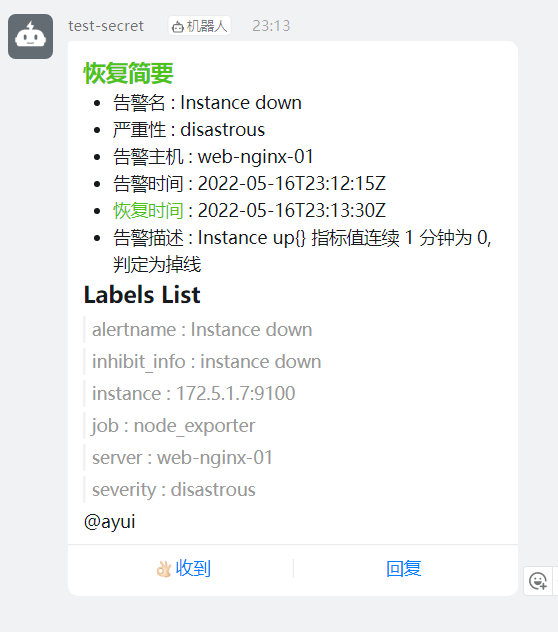 test-secret 机器人 23:13
恢复简要
• 告警名 : Instance down
• 严重性 : disastrous
• 告警主机 : web-nginx-01
• 告警时间 : 2022-05-16T23:12:15Z
• 恢复时间 : 2022-05-16T23:13:30Z
• 告警描述 : Instance up{} 指标值连续 1 分钟为 0,
判定为掉线
Labels List
alertname : Instance down
inhibit_info : instance down
instance : 172.5.1.7:9100
job : node_exporter
server : web-nginx-01
severity : disastrous
@ayui
👌🏻收到 回复